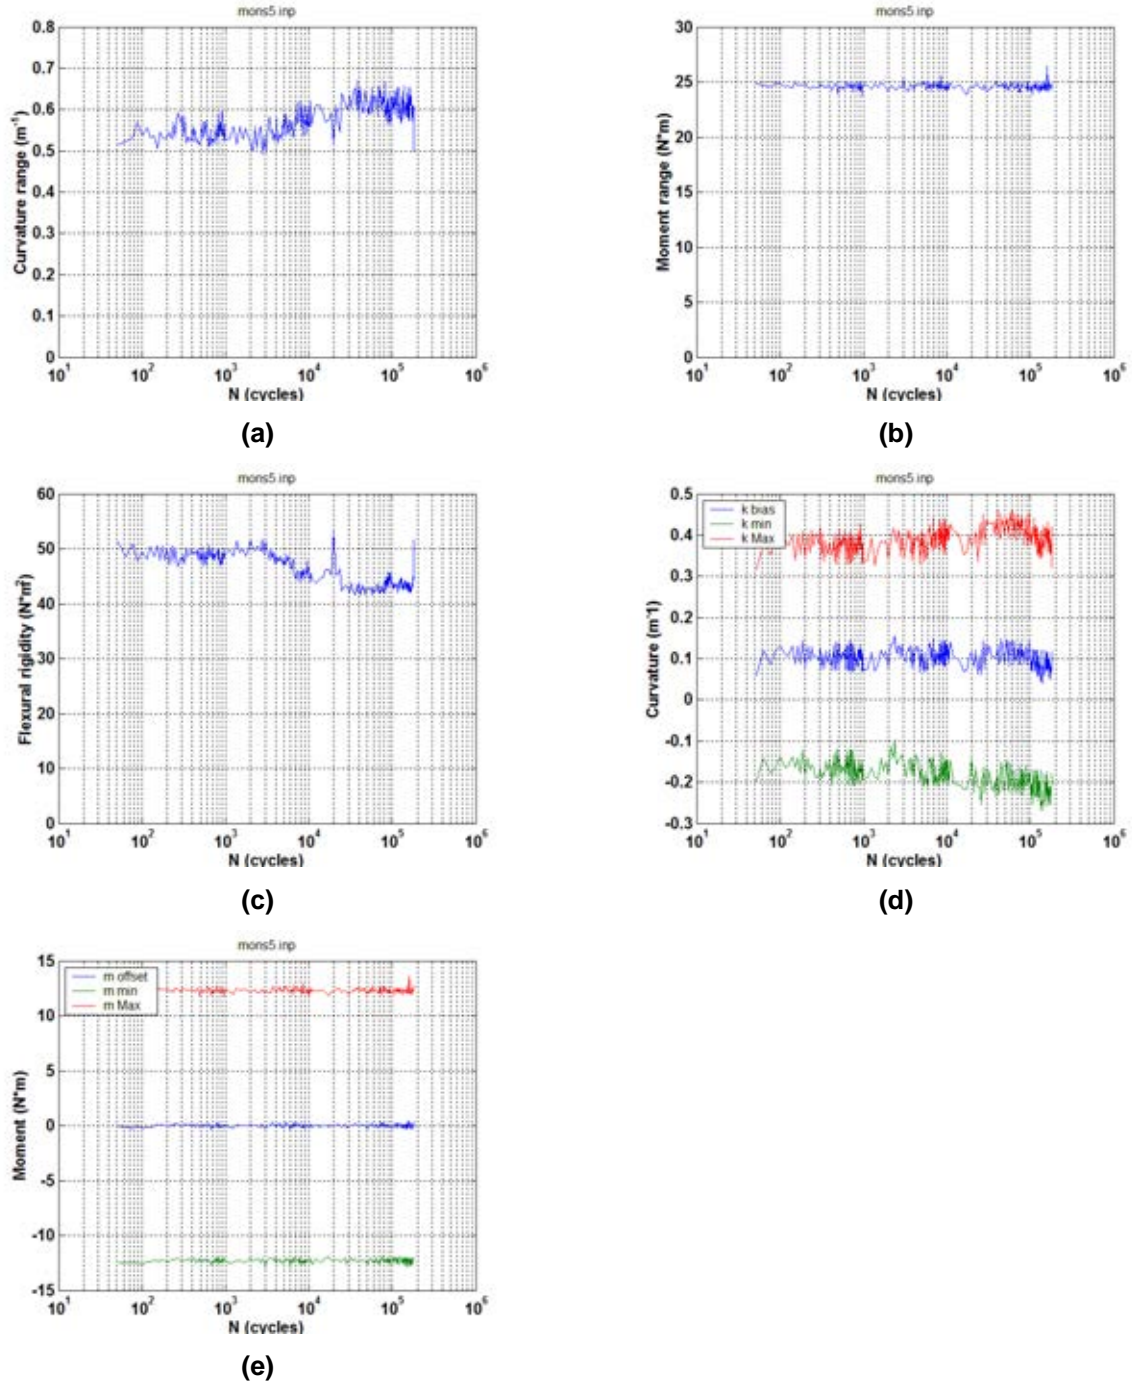 mons5.inp
0.8
0.7
0.6
0.5
0.4
0.3
0.2
0.1
0
Curvature range (m⁻¹)
10¹ 10² 10³ 10⁴ 10⁵ 10⁶
N (cycles)
(a)
mons5.inp
30
25
20
15
10
5
0
Moment range (N*m)
10¹ 10² 10³ 10⁴ 10⁵ 10⁶
N (cycles)
(b)
mons5.inp
60
50
40
30
20
10
0
Flexural rigidity (N*m²)
10¹ 10² 10³ 10⁴ 10⁵ 10⁶
N (cycles)
(c)
mons5.inp
k bias
k min
k Max
0.5
0.4
0.3
0.2
0.1
0
-0.1
-0.2
-0.3
Curvature (m⁻1)
10¹ 10² 10³ 10⁴ 10⁵ 10⁶
N (cycles)
(d)
mons5.inp
m offset
m min
m Max
15
10
5
0
-5
-10
-15
Moment (N*m)
10¹ 10² 10³ 10⁴ 10⁵ 10⁶
N (cycles)
(e)